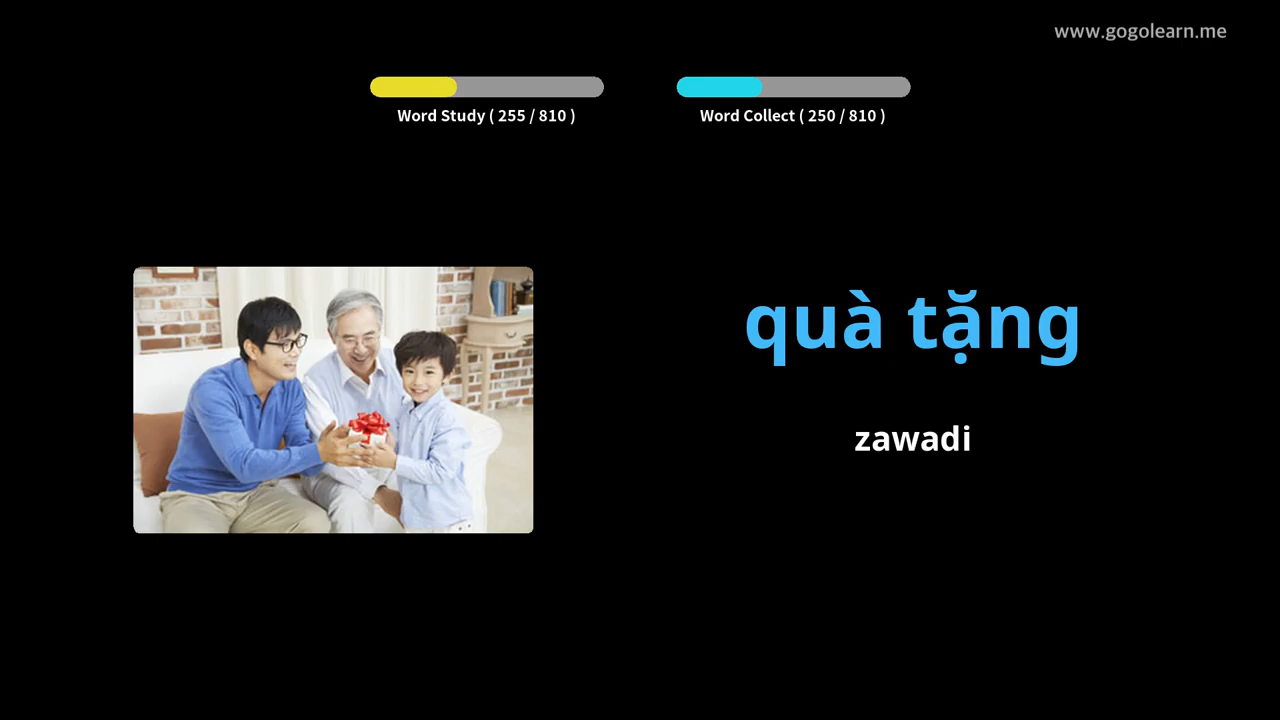 www.gogolearn.me
Word Study ( 255 / 810 )
Word Collect ( 250 / 810 )
quà tặng
zawadi